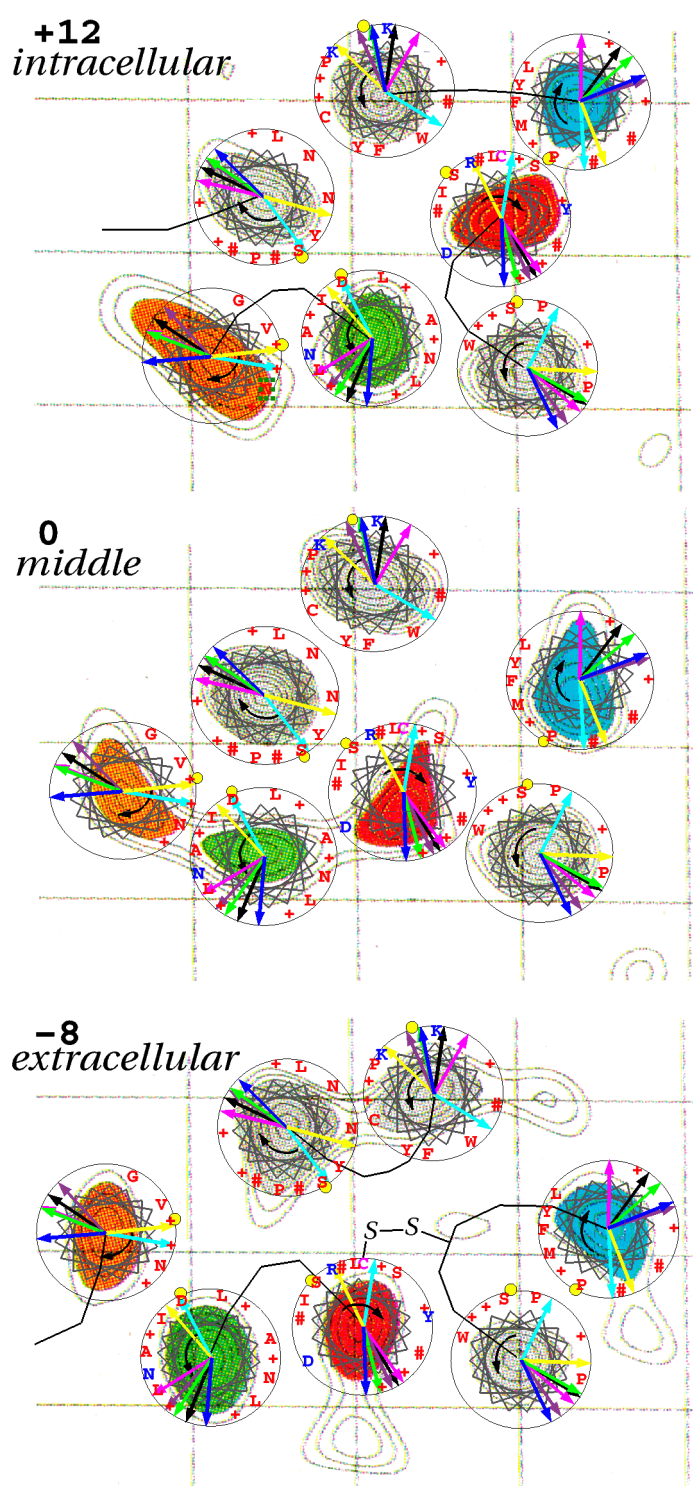 +12
intracellular
K K P + + C Y F W # +
+ L Y F M + P # # +
+ L N N Y S # P # + +
S R # L C + S + Y # + D I #
G V + +
D I + A N L L + A + N L +
W + + S P + P
0
middle
K K P + + C Y F W # +
L Y F M + P # # + +
+ L N N Y S # P # + +
S R # L C + S + Y # + D I #
G V + + N
D I + A N L L + A + N L +
W + + S P + P
−8
extracellular
K K P + + C Y F W # +
+ L N N Y S # P # + +
G V + + N
L Y F M + P # # + +
S—S
S R # L C + S + Y # + D I #
D I + A N L L + A + N L +
W + + S P + P